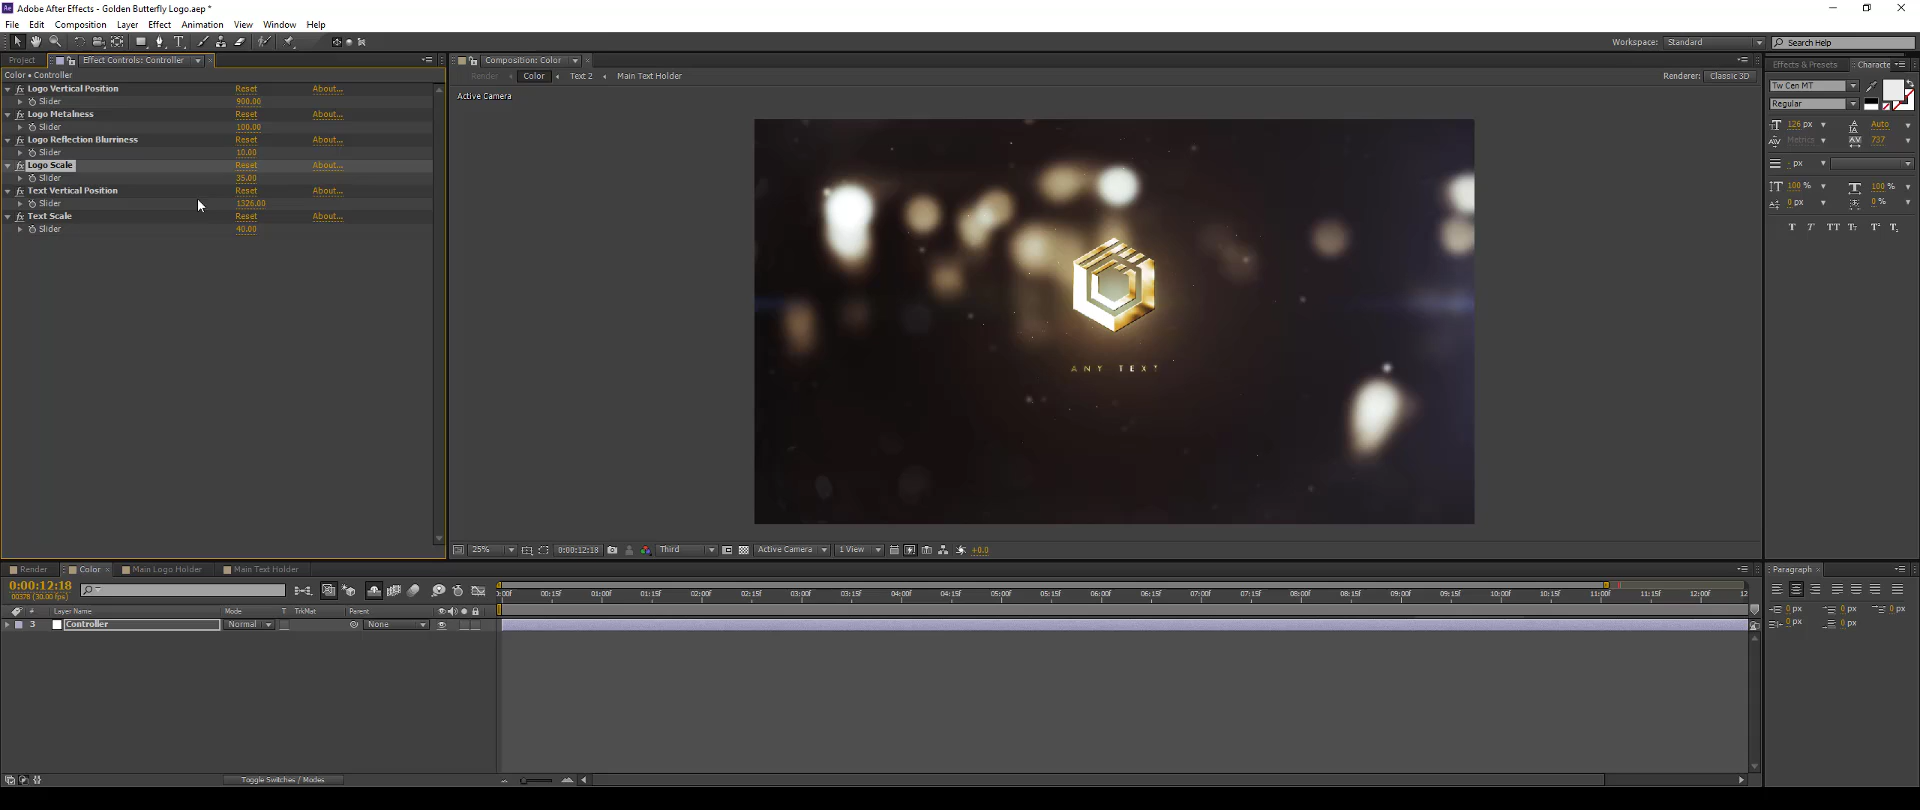 Adobe After Effects - Golden Butterfly Logo.aep *
File Edit Composition Layer Effect Animation View Window Help
Workspace: Standard Search Help
Project Effect Controls: Controller
Color • Controller
Logo Vertical Position Reset About...
Slider 900.00
Logo Metalness Reset About...
Slider 100.00
Logo Reflection Blurriness Reset About...
Slider 10.00
Logo Scale Reset About...
Slider 35.00
Text Vertical Position Reset About...
Slider 1326.00
Text Scale Reset About...
Slider 40.00
Composition: Color
Render Color Text 2 Main Text Holder
Renderer: Classic 3D
Active Camera
ANY TEXT
25% 0:00:12:18 Third Active Camera 1 View +0.0
Effects & Presets Characte
Tw Cen MT
Regular
126 px Auto
Metrics 737
- px
100 % 100 %
0 px 0 %
T T TT Tt T¹ T₁
Render Color Main Logo Holder Main Text Holder
0:00:12:18
00378 (30.00 fps)
# Layer Name Mode T TrkMat Parent
3 Controller Normal None
00:15f 01:00f 01:15f 02:00f 02:15f 03:00f 03:15f 04:00f 04:15f 05:00f 05:15f 06:00f 06:15f 07:00f 07:15f 08:00f 08:15f 09:00f 09:15f 10:00f 10:15f 11:00f 11:15f 12:00f 12
Toggle Switches / Modes
Paragraph
0 px 0 px 0 px
0 px 0 px